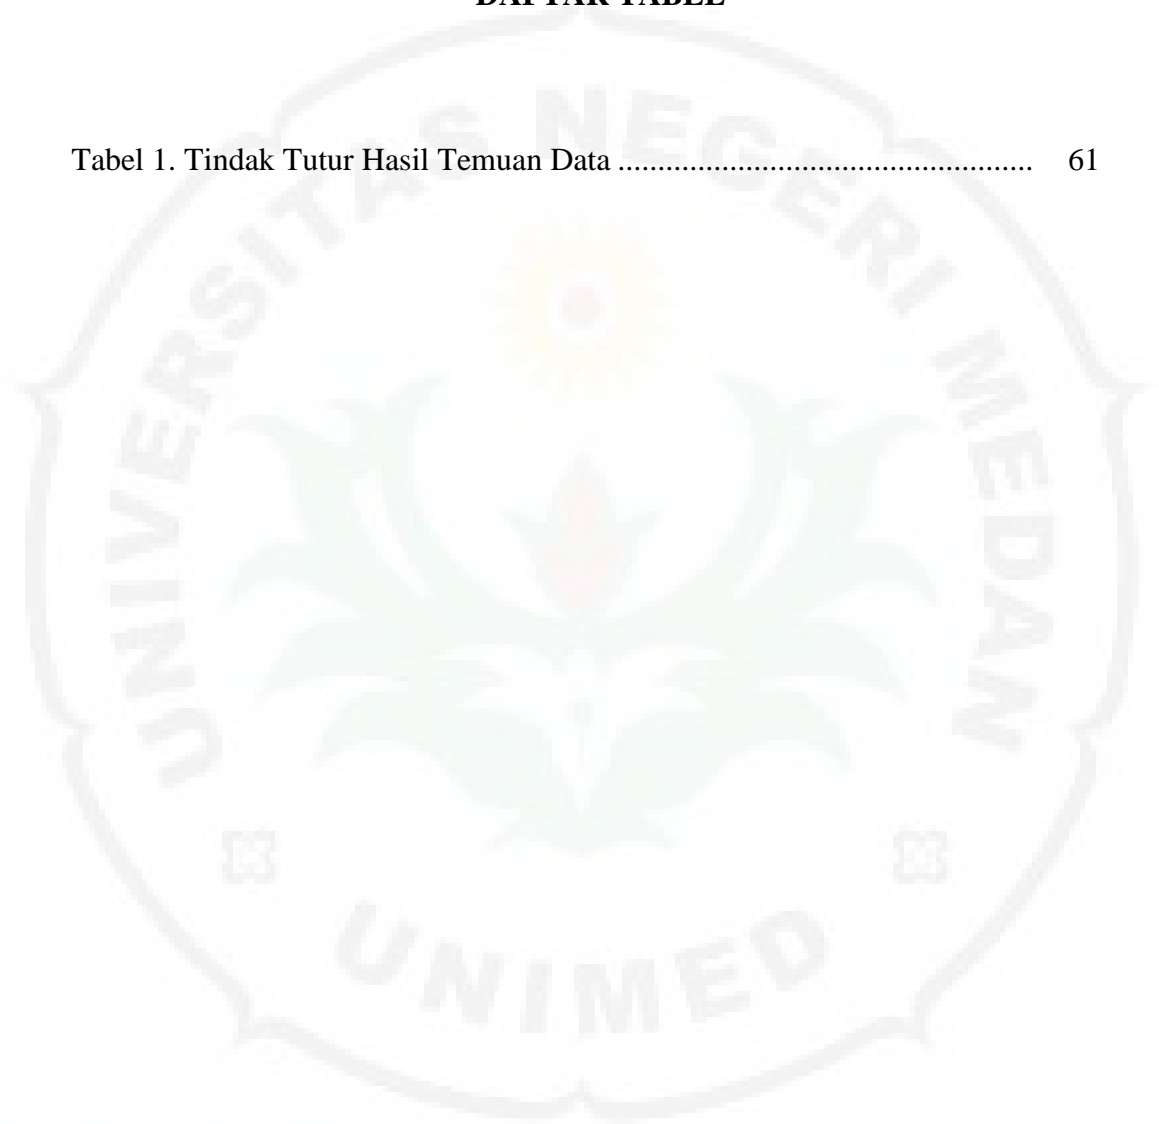 DAFTAR TABEL
Tabel 1. Tindak Tutur Hasil Temuan Data .................................................... 61
UNIVERSITAS NEGERI MEDAN
UNIMED